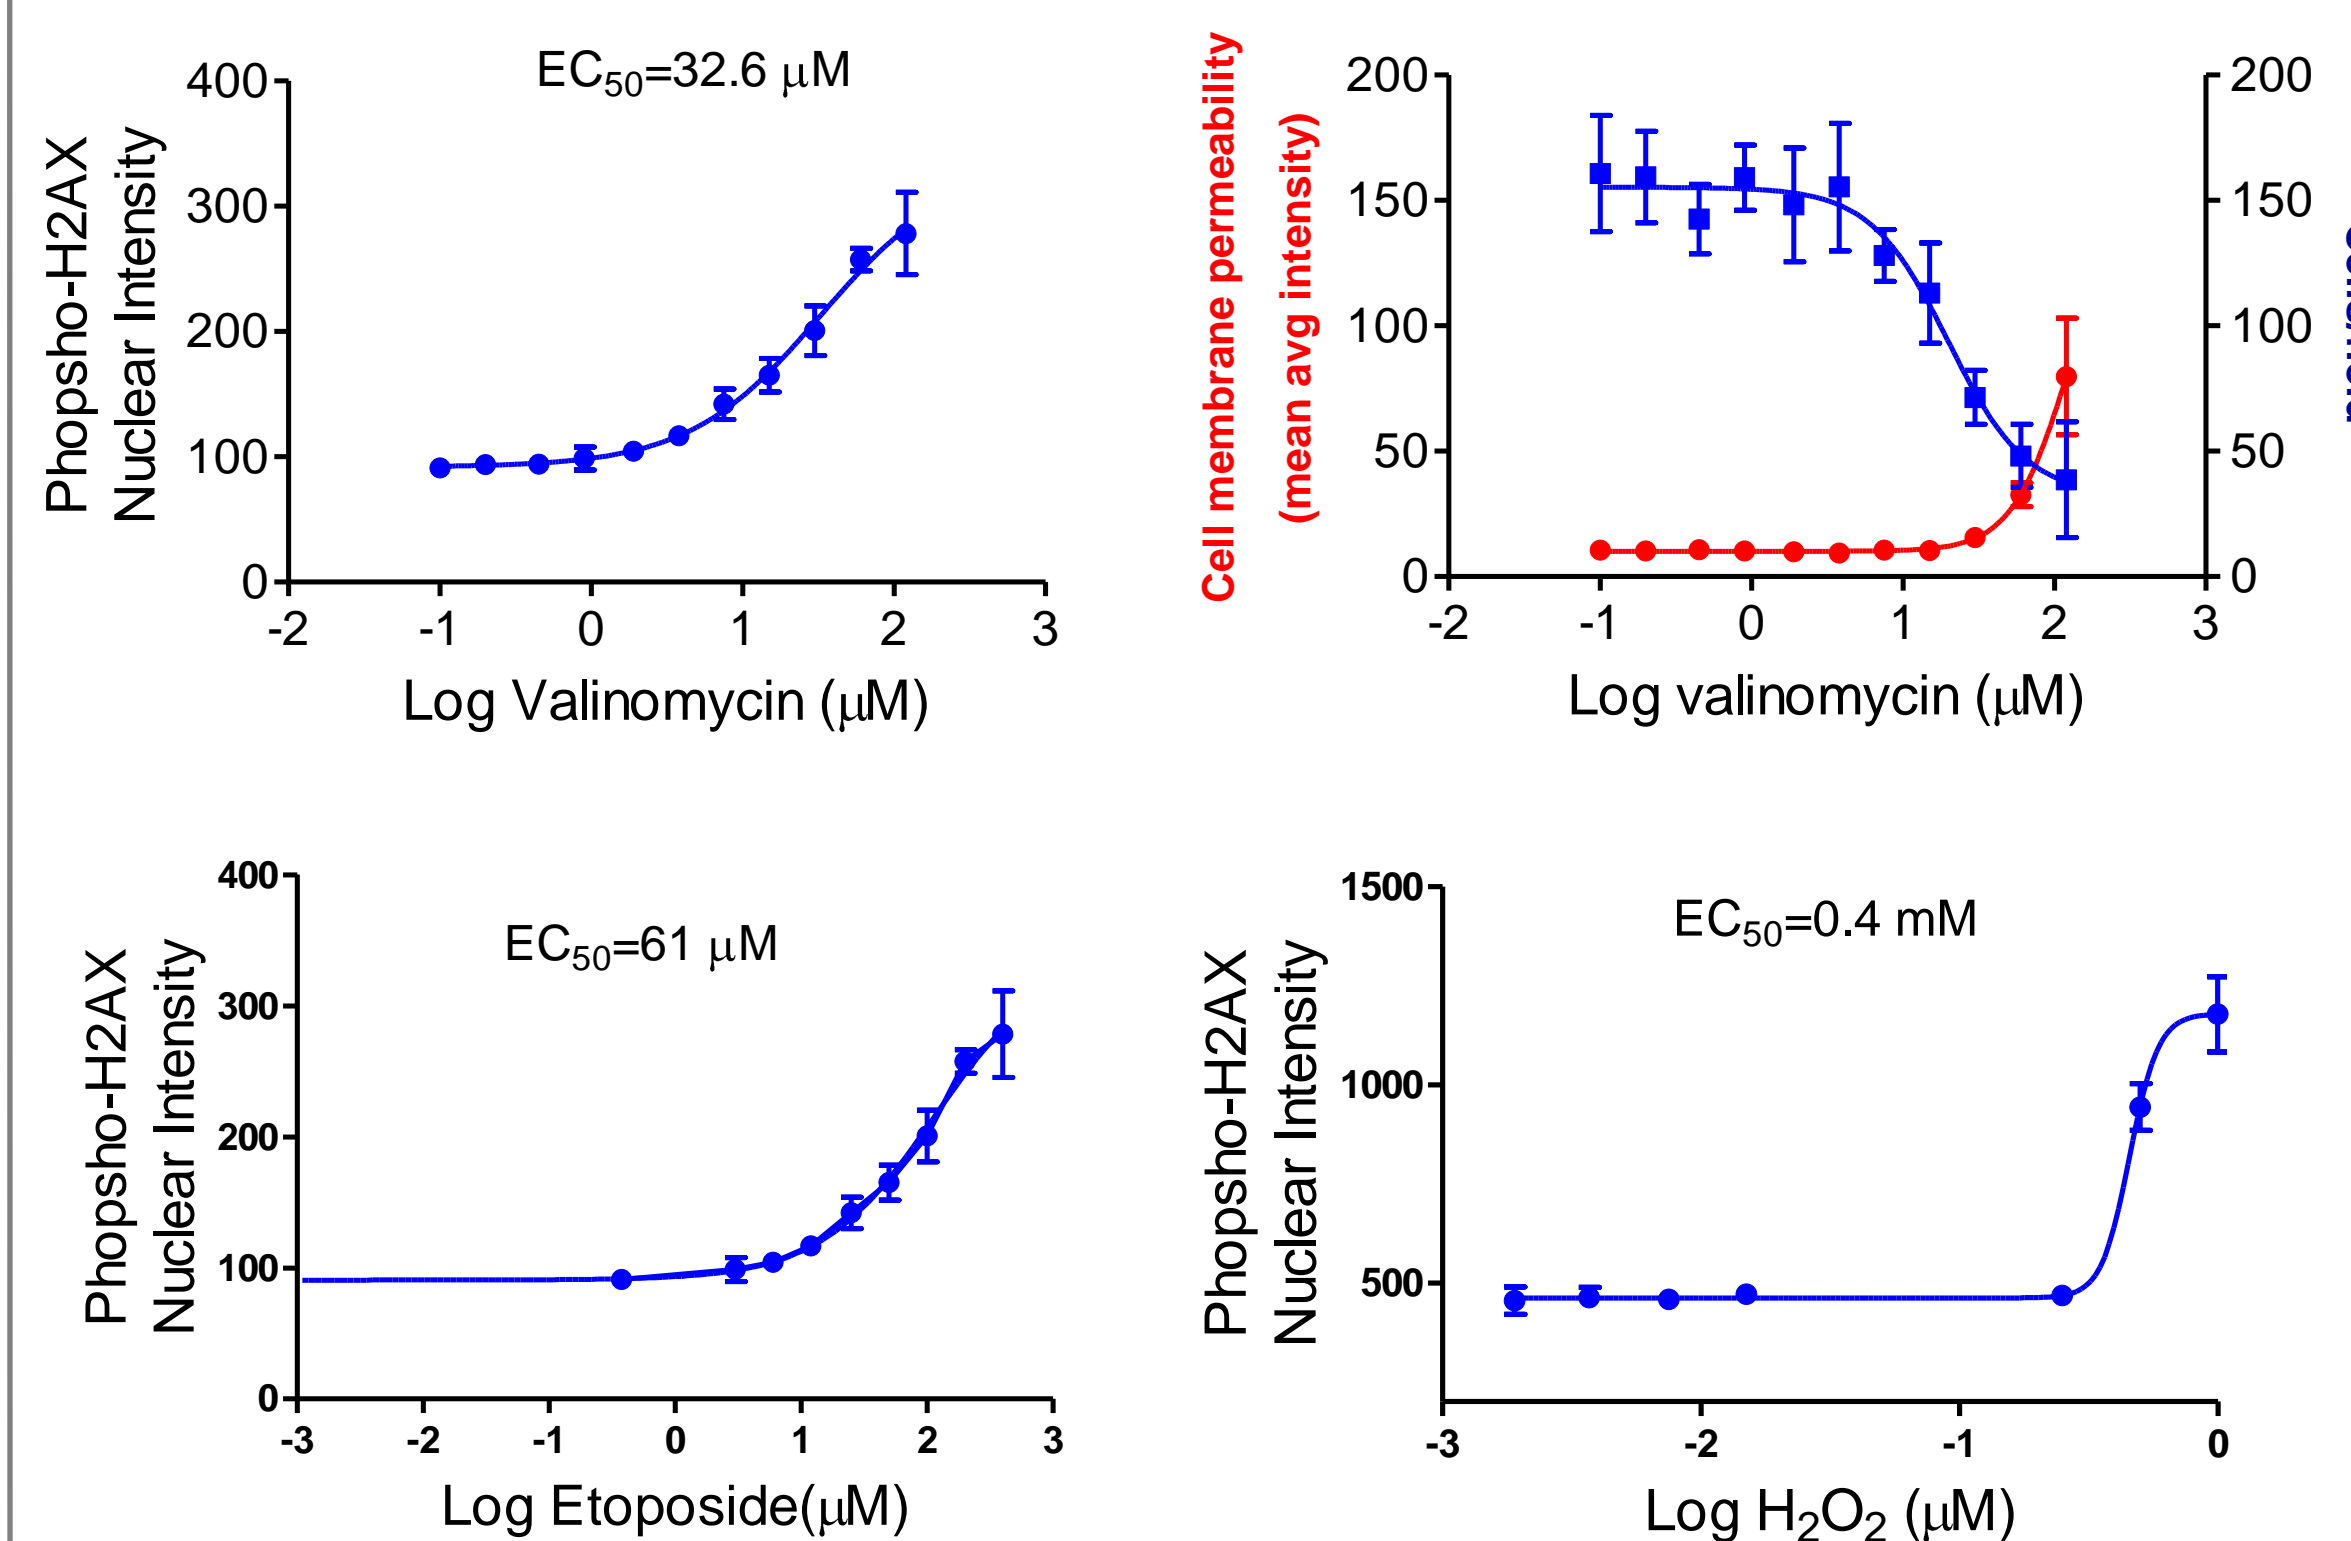 EC50=32.6 μM
400
300
200
100
0
-2 -1 0 1 2 3
Phopsho-H2AX
Nuclear Intensity
Log Valinomycin (μM)
Cell membrane permeability
(mean avg intensity)
200
150
100
50
0
200
150
100
50
0
-2 -1 0 1 2 3
Log valinomycin (μM)
EC50=61 μM
400
300
200
100
0
-3 -2 -1 0 1 2 3
Phopsho-H2AX
Nuclear Intensity
Log Etoposide(μM)
EC50=0.4 mM
1500
1000
500
-3 -2 -1 0
Phopsho-H2AX
Nuclear Intensity
Log H2O2 (μM)